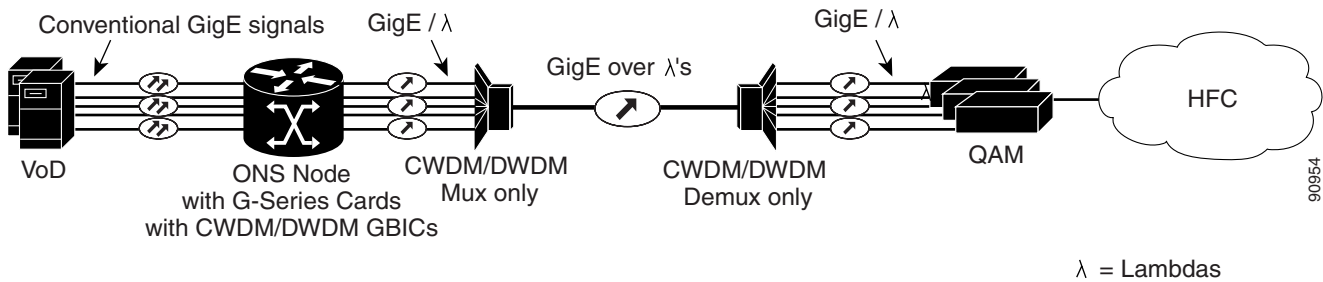 Conventional GigE signals
GigE / λ
GigE over λ's
GigE / λ
λ
HFC
VoD
ONS Node
with G-Series Cards
with CWDM/DWDM GBICs
CWDM/DWDM
Mux only
CWDM/DWDM
Demux only
QAM
90954
λ = Lambdas